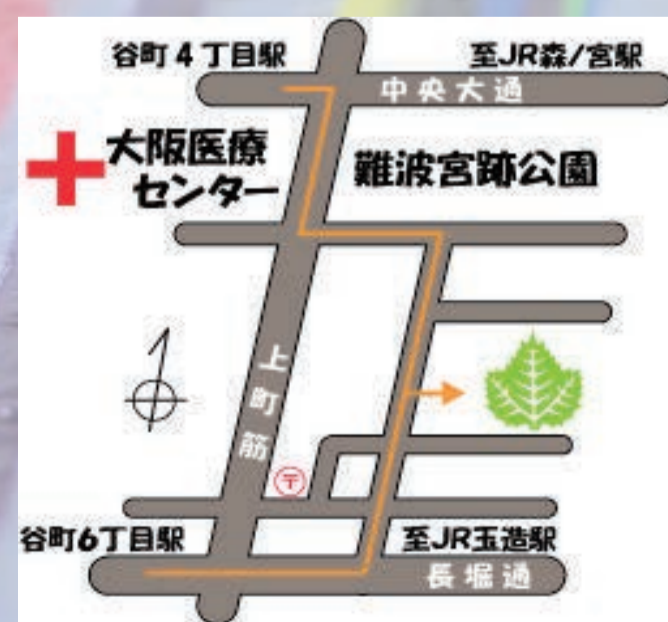 谷町4丁目駅
至JR森ノ宮駅
中央大通
大阪医療
センター
難波宮跡公園
上町筋
〒
谷町6丁目駅
至JR玉造駅
長堀通